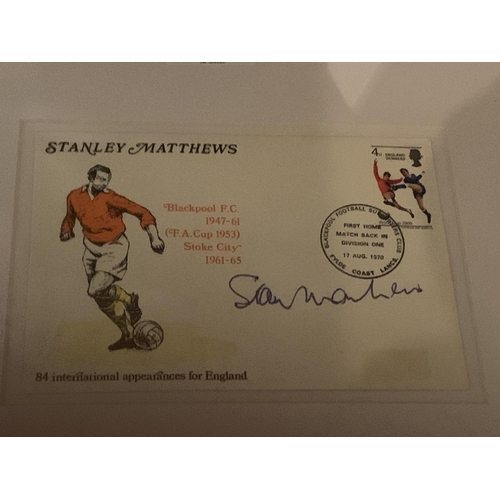 STANLEY MATTHEWS
Blackpool F.C.
1947-61
(F.A. Cup 1953)
Stoke City
1961-65
4D ENGLAND
WINNERS
BLACKPOOL FOOTBALL SUPPORTERS CLUB
FIRST HOME
MATCH BACK IN
DIVISION ONE
17 AUG. 1970
FYLDE COAST LANCS.
Stan Matthews
84 international appearances for England